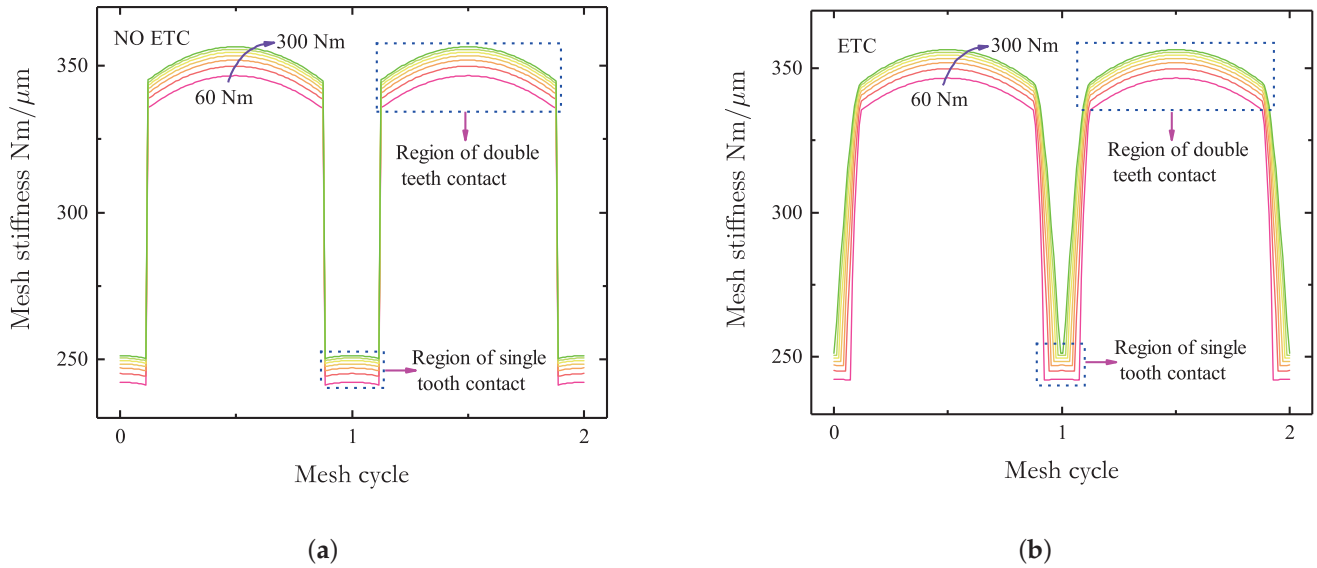 NO ETC
300 Nm
60 Nm
350
300
250
Mesh stiffness Nm/μm
Region of double
teeth contact
Region of single
tooth contact
0
1
2
Mesh cycle
(a)
ETC
300 Nm
60 Nm
350
300
250
Mesh stiffness Nm/μm
Region of double
teeth contact
Region of single
tooth contact
0
1
2
Mesh cycle
(b)